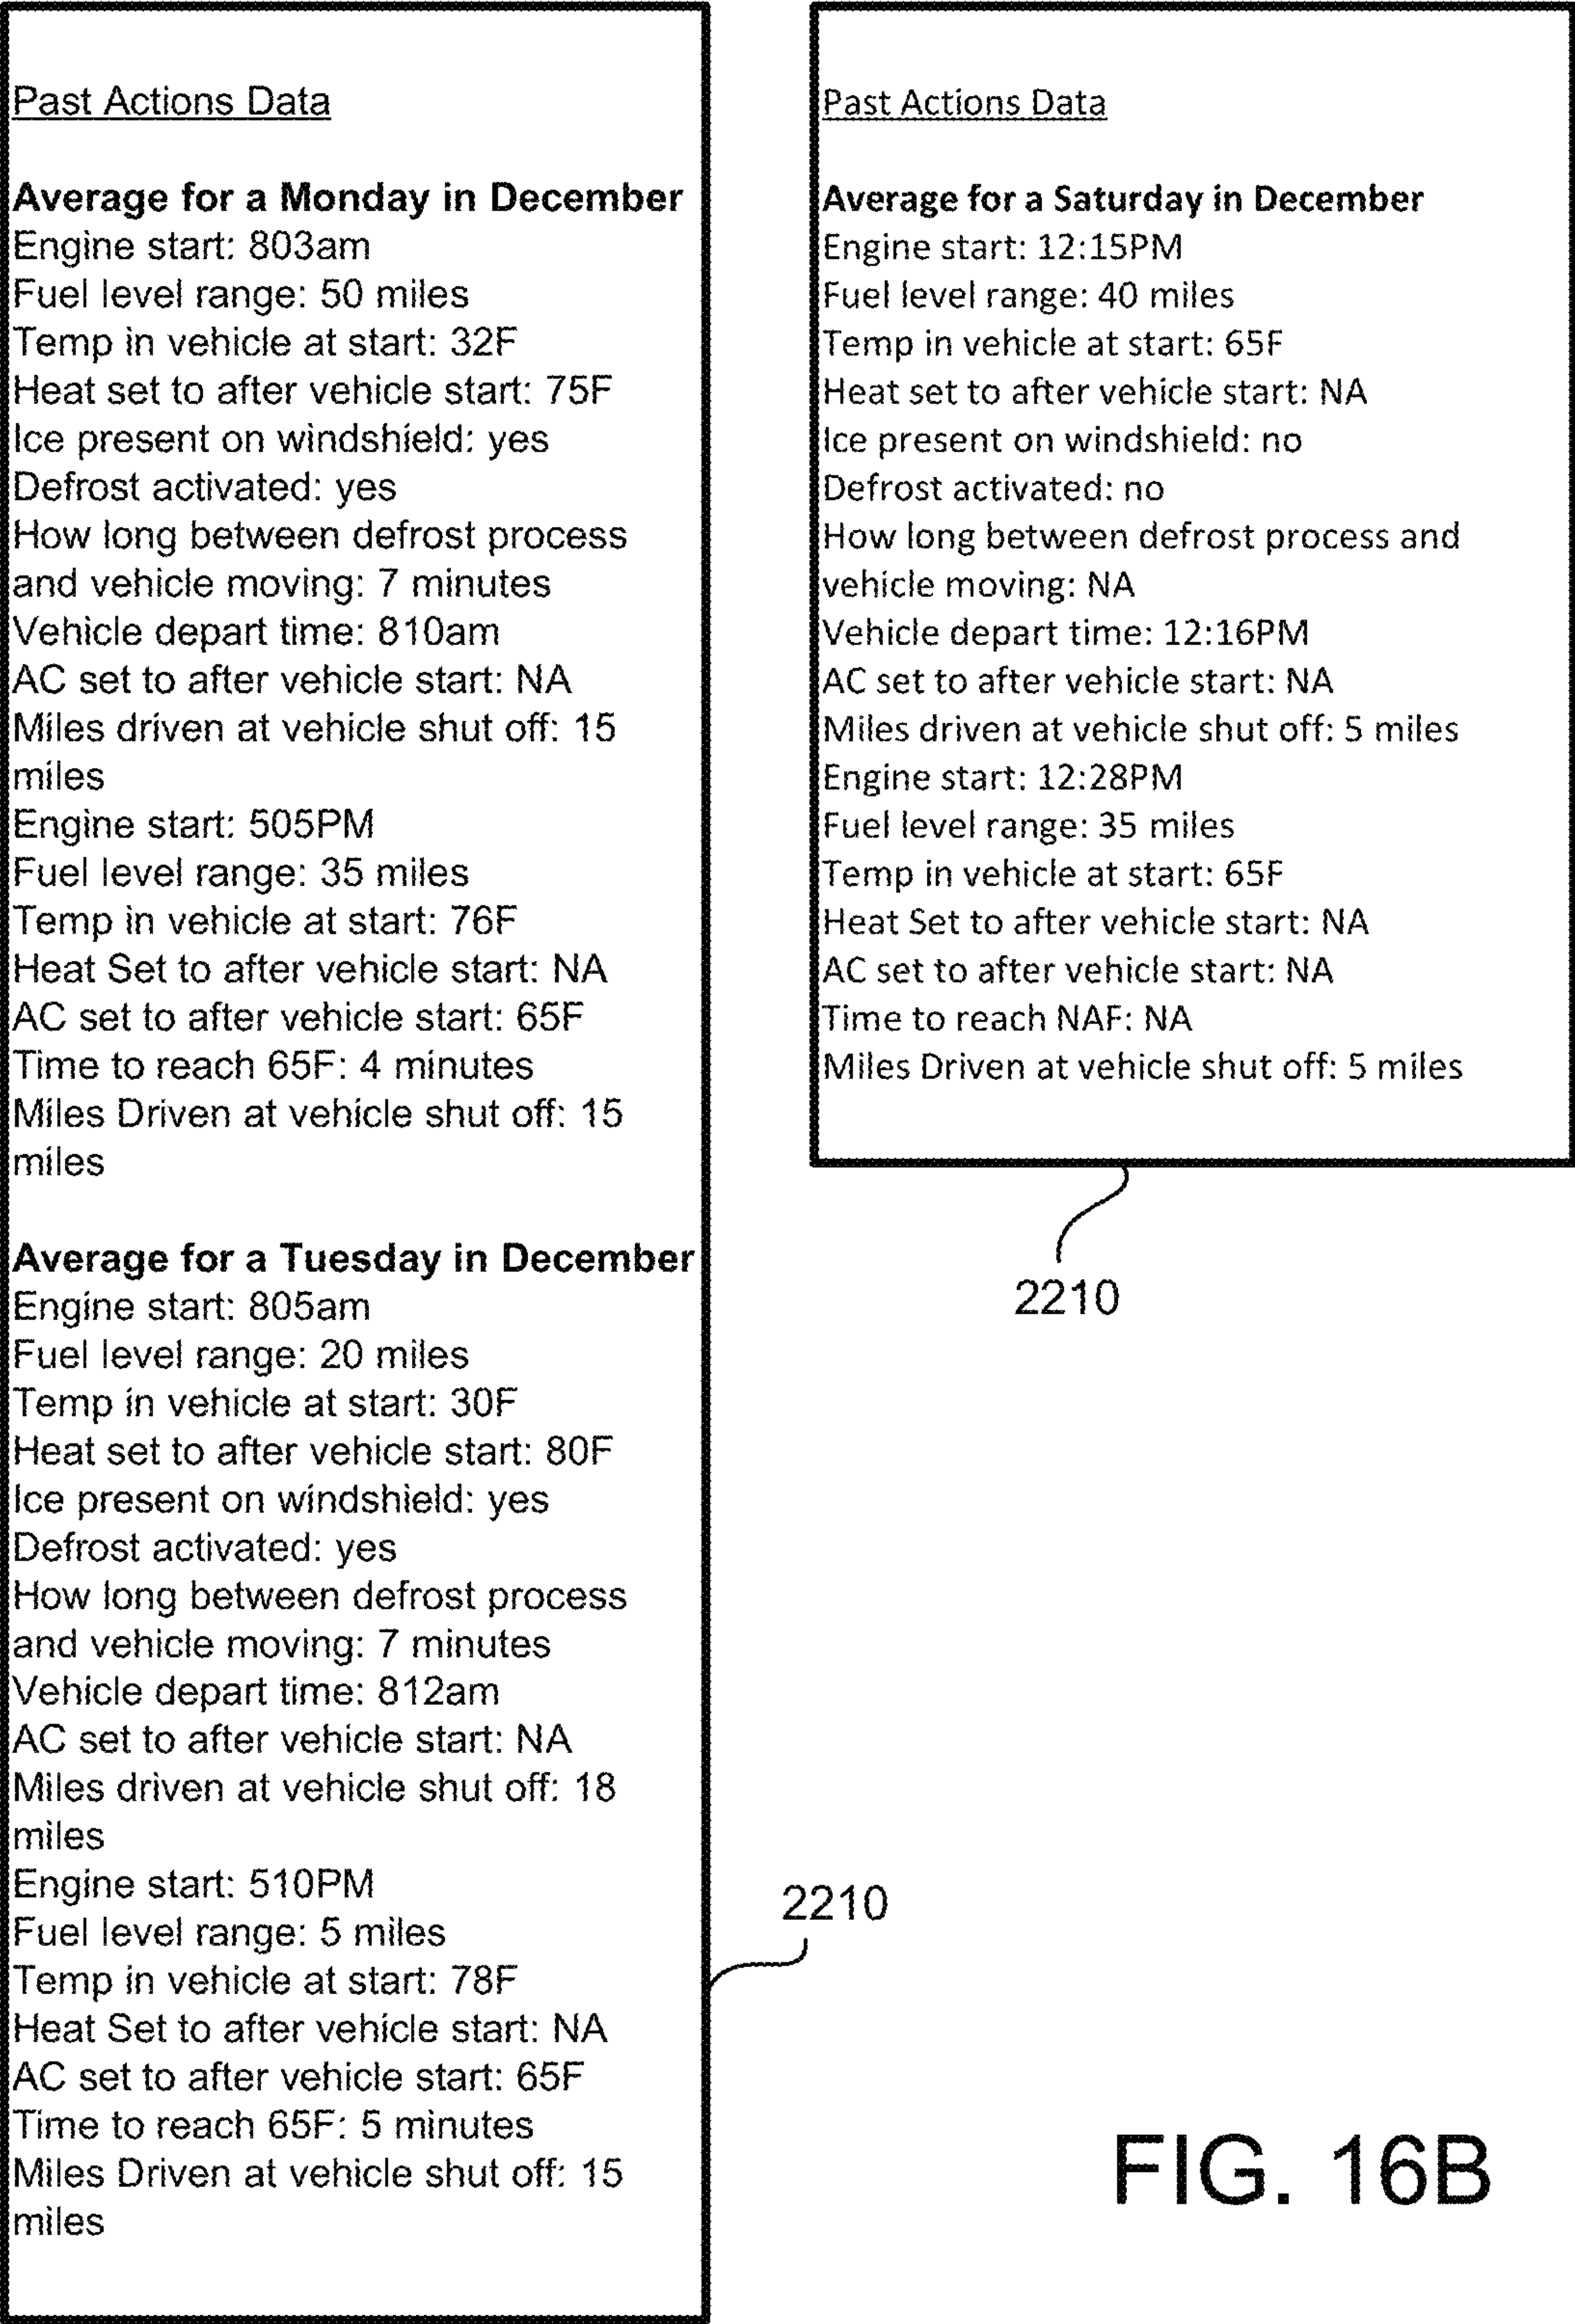 Past Actions Data
Average for a Monday in December
Engine start: 803am
Fuel level range: 50 miles
Temp in vehicle at start: 32F
Heat set to after vehicle start: 75F
Ice present on windshield: yes
Defrost activated: yes
How long between defrost process
and vehicle moving: 7 minutes
Vehicle depart time: 810am
AC set to after vehicle start: NA
Miles driven at vehicle shut off: 15
miles
Engine start: 505PM
Fuel level range: 35 miles
Temp in vehicle at start: 76F
Heat Set to after vehicle start: NA
AC set to after vehicle start: 65F
Time to reach 65F: 4 minutes
Miles Driven at vehicle shut off: 15
miles
Average for a Tuesday in December
Engine start: 805am
Fuel level range: 20 miles
Temp in vehicle at start: 30F
Heat set to after vehicle start: 80F
Ice present on windshield: yes
Defrost activated: yes
How long between defrost process
and vehicle moving: 7 minutes
Vehicle depart time: 812am
AC set to after vehicle start: NA
Miles driven at vehicle shut off: 18
miles
Engine start: 510PM
Fuel level range: 5 miles
Temp in vehicle at start: 78F
Heat Set to after vehicle start: NA
AC set to after vehicle start: 65F
Time to reach 65F: 5 minutes
Miles Driven at vehicle shut off: 15
miles
2210
Past Actions Data
Average for a Saturday in December
Engine start: 12:15PM
Fuel level range: 40 miles
Temp in vehicle at start: 65F
Heat set to after vehicle start: NA
Ice present on windshield: no
Defrost activated: no
How long between defrost process and
vehicle moving: NA
Vehicle depart time: 12:16PM
AC set to after vehicle start: NA
Miles driven at vehicle shut off: 5 miles
Engine start: 12:28PM
Fuel level range: 35 miles
Temp in vehicle at start: 65F
Heat Set to after vehicle start: NA
AC set to after vehicle start: NA
Time to reach NAF: NA
Miles Driven at vehicle shut off: 5 miles
2210
FIG. 16B